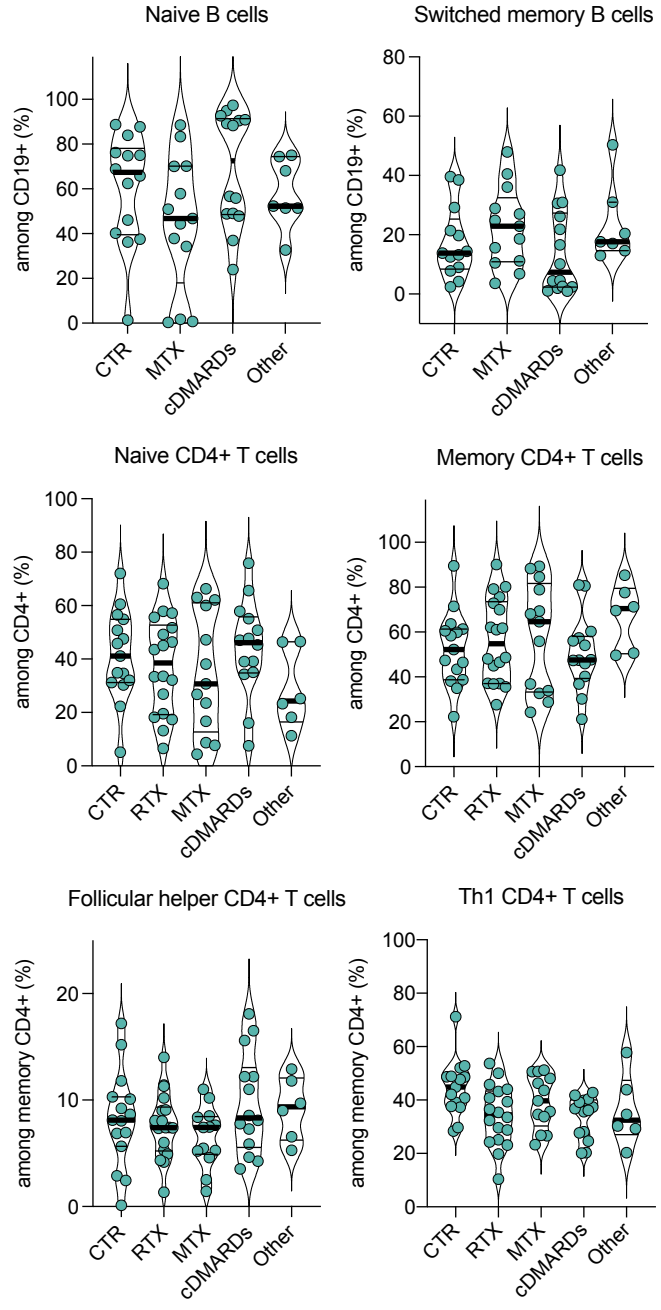 Naive B cells
among CD19+ (%)
100
80
60
40
20
0
CTR
MTX
cDMARDs
Other
Switched memory B cells
among CD19+ (%)
80
60
40
20
0
CTR
MTX
cDMARDs
Other
Naive CD4+ T cells
among CD4+ (%)
100
80
60
40
20
0
CTR
RTX
MTX
cDMARDs
Other
Memory CD4+ T cells
among CD4+ (%)
100
80
60
40
20
0
CTR
RTX
MTX
cDMARDs
Other
Follicular helper CD4+ T cells
among memory CD4+ (%)
20
10
0
CTR
RTX
MTX
cDMARDs
Other
Th1 CD4+ T cells
among memory CD4+ (%)
100
80
60
40
20
0
CTR
RTX
MTX
cDMARDs
Other